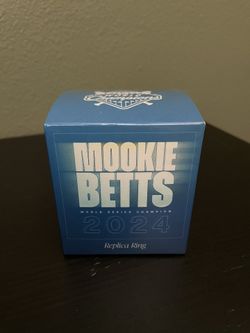 MOOKIE
BETTS
WORLD SERIES CHAMPION
2024
Replica Ring